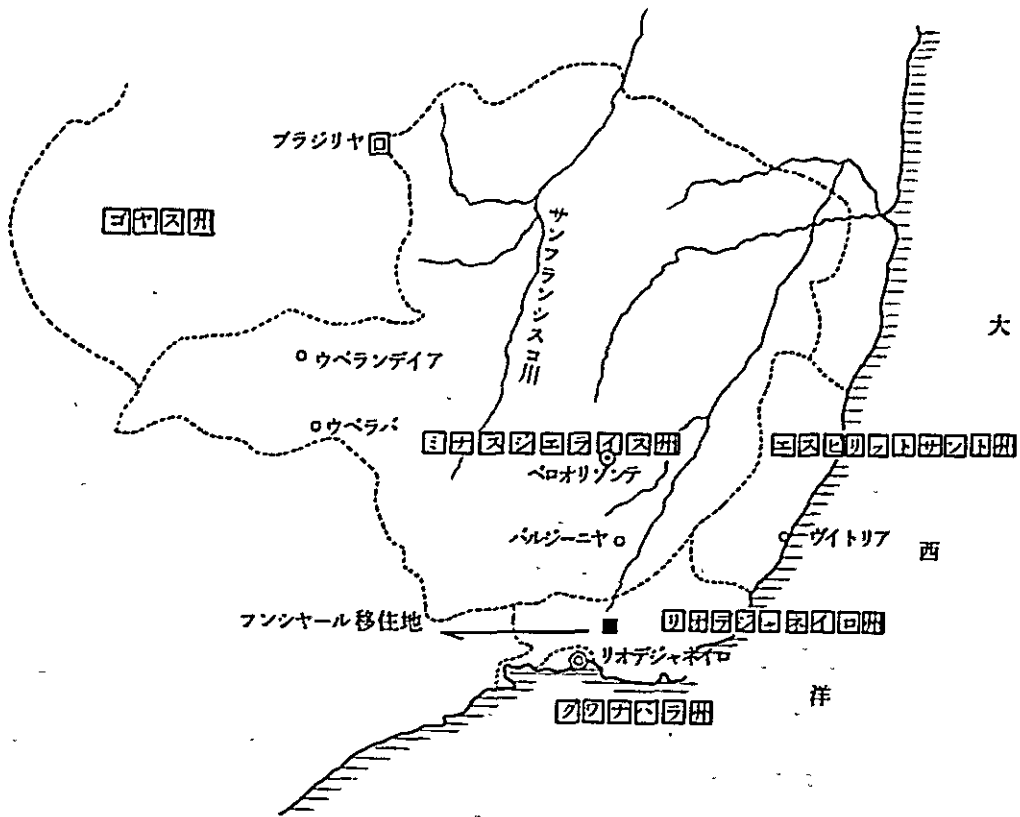 ブラジリヤ
ゴヤス州
サンフランシスコ川
大
ウベランデイア
ウベラバ
ミナスジエライス州
エスピリットサント州
ベロオリゾンテ
バルジーニヤ
ヴイトリア
西
フンシヤール移住地
リオデジャネイロ州
リオデジャネイロ
洋
グワナバラ州